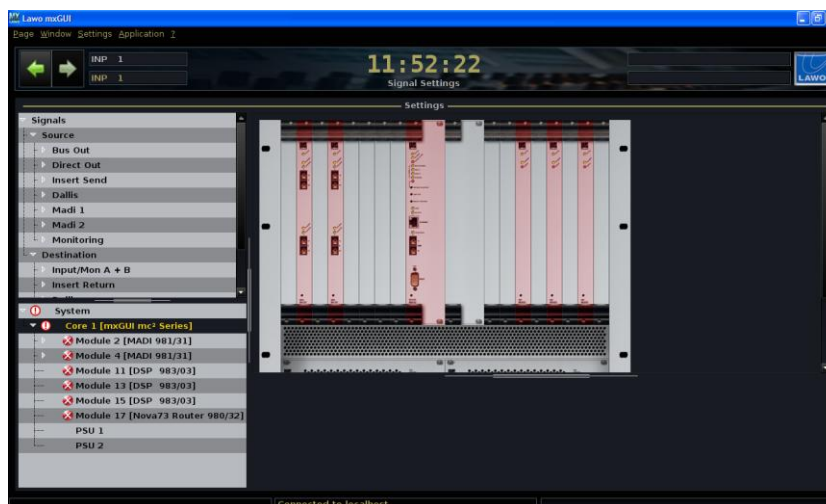 Lawo mxGUI
Page Window Settings Application ?
INP 1
INP 1
11:52:22
Signal Settings
LAWO
Settings
Signals
Source
Bus Out
Direct Out
Insert Send
Dallis
Madi 1
Madi 2
Monitoring
Destination
Input/Mon A + B
Insert Return
System
Core 1 [mxGUI mc² Series]
Module 2 [MADI 981/31]
Module 4 [MADI 981/31]
Module 11 [DSP 983/03]
Module 13 [DSP 983/03]
Module 15 [DSP 983/03]
Module 17 [Nova73 Router 980/32]
PSU 1
PSU 2
Connected to localhost